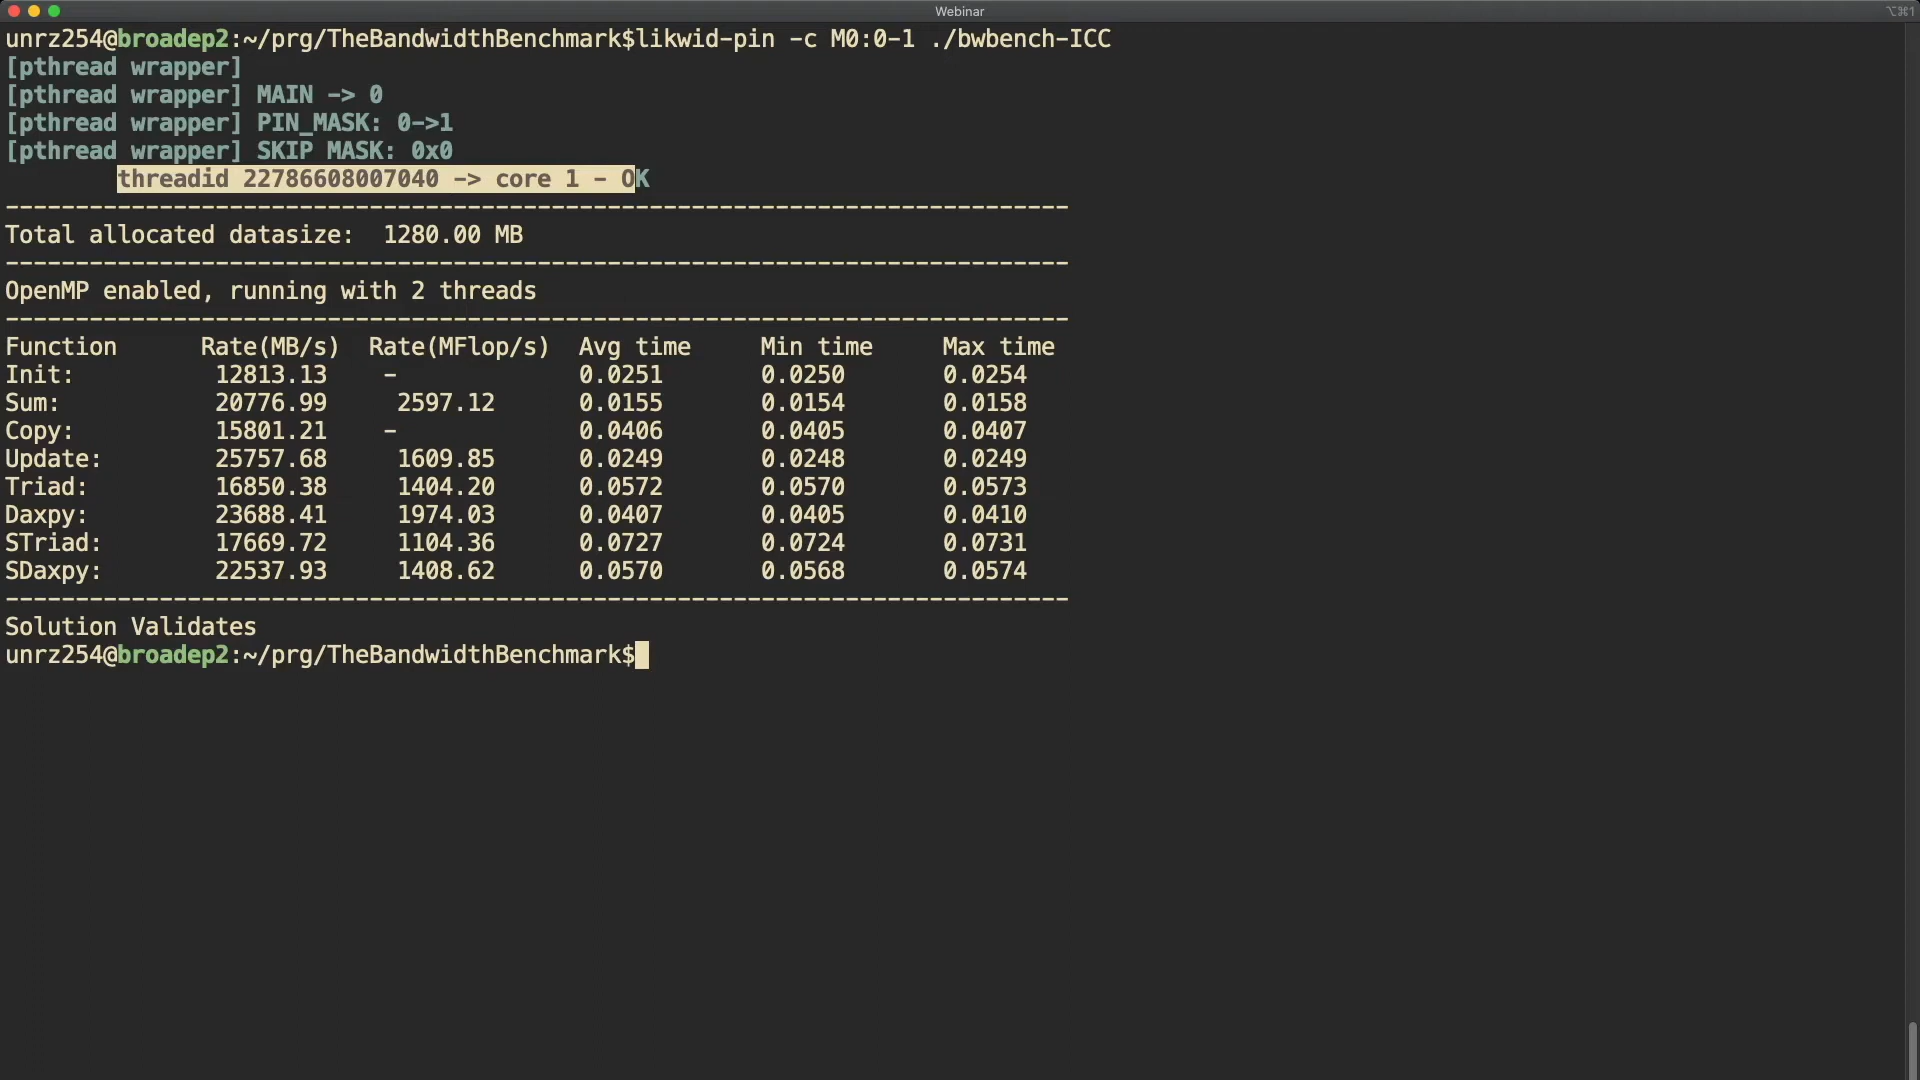 Webinar
⌥⌘1
unrz254@broadep2:~/prg/TheBandwidthBenchmark$likwid-pin -c M0:0-1 ./bwbench-ICC
[pthread wrapper]
[pthread wrapper] MAIN -> 0
[pthread wrapper] PIN_MASK: 0->1
[pthread wrapper] SKIP MASK: 0x0
threadid 22786608007040 -> core 1 - OK
----------------------------------------------------------------------------
Total allocated datasize:  1280.00 MB
----------------------------------------------------------------------------
OpenMP enabled, running with 2 threads
----------------------------------------------------------------------------
Function      Rate(MB/s)  Rate(MFlop/s)  Avg time     Min time     Max time
Init:          12813.13    -             0.0251       0.0250       0.0254
Sum:           20776.99     2597.12      0.0155       0.0154       0.0158
Copy:          15801.21    -             0.0406       0.0405       0.0407
Update:        25757.68     1609.85      0.0249       0.0248       0.0249
Triad:         16850.38     1404.20      0.0572       0.0570       0.0573
Daxpy:         23688.41     1974.03      0.0407       0.0405       0.0410
STriad:        17669.72     1104.36      0.0727       0.0724       0.0731
SDaxpy:        22537.93     1408.62      0.0570       0.0568       0.0574
----------------------------------------------------------------------------
Solution Validates
unrz254@broadep2:~/prg/TheBandwidthBenchmark$